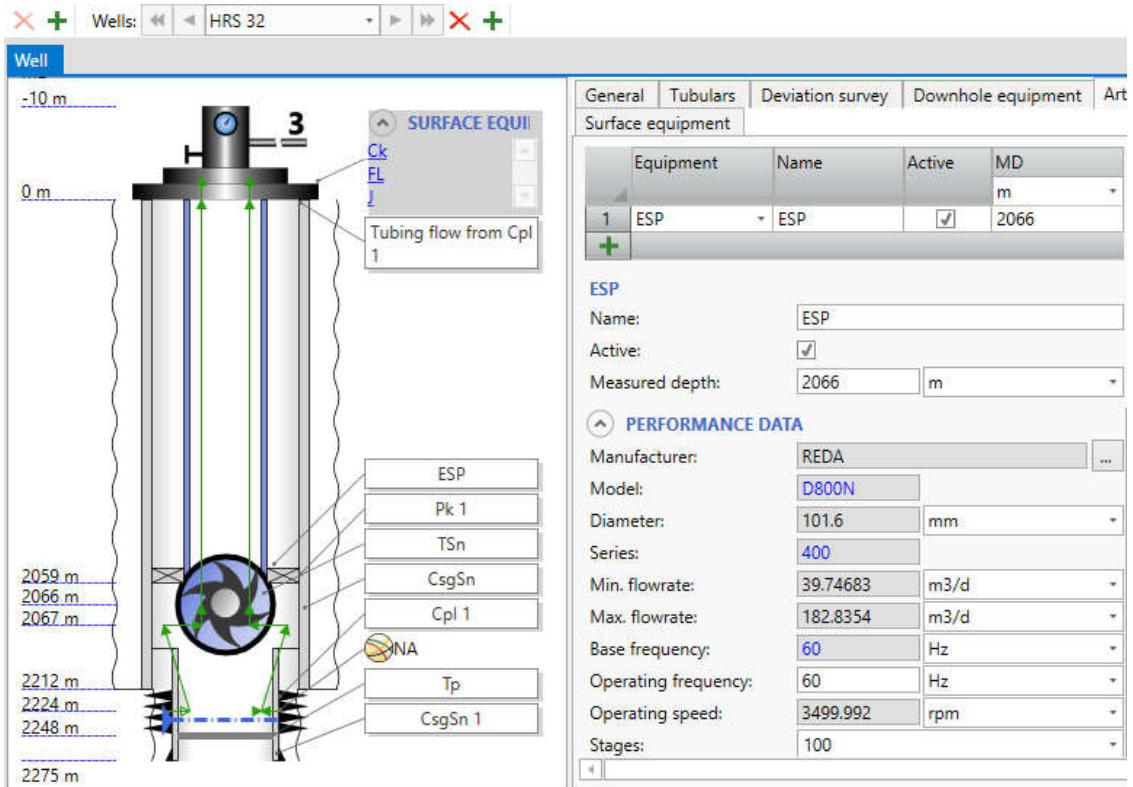 Wells: HRS 32
Well
-10 m
3
SURFACE EQUI
Ck
FL
J
0 m
Tubing flow from Cpl
1
ESP
Pk 1
TSn
CsgSn
Cpl 1
NA
Tp
CsgSn 1
2059 m
2066 m
2067 m
2212 m
2224 m
2248 m
2275 m
General Tubulars Deviation survey Downhole equipment Art
Surface equipment
Equipment Name Active MD
m
1 ESP ESP 2066
ESP
Name: ESP
Active:
Measured depth: 2066 m
PERFORMANCE DATA
Manufacturer: REDA ...
Model: D800N
Diameter: 101.6 mm
Series: 400
Min. flowrate: 39.74683 m3/d
Max. flowrate: 182.8354 m3/d
Base frequency: 60 Hz
Operating frequency: 60 Hz
Operating speed: 3499.992 rpm
Stages: 100